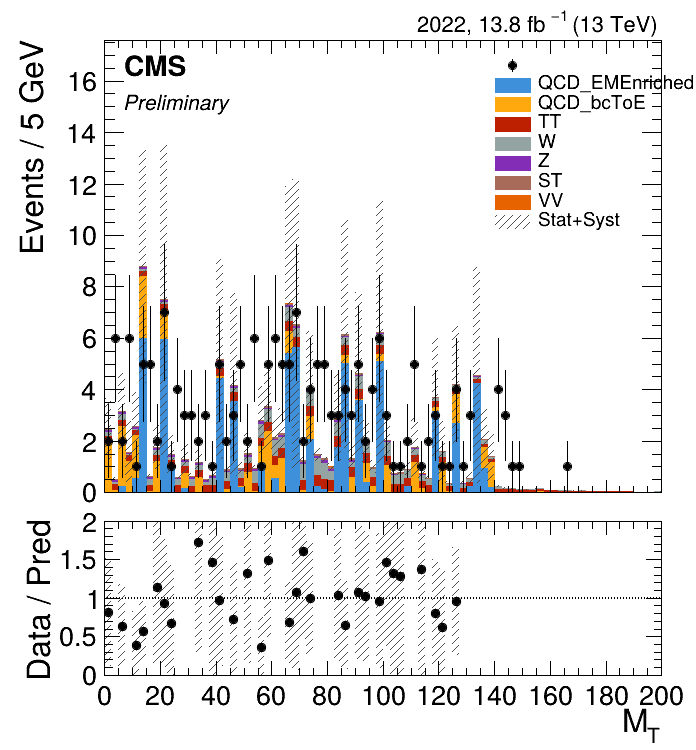 2022, 13.8 fb⁻¹ (13 TeV)
CMS
Preliminary
QCD_EMEnriched
QCD_bcToE
TT
W
Z
ST
VV
Stat+Syst
Events / 5 GeV
16
14
12
10
8
6
4
2
0
Data / Pred
2
1.5
1
0.5
0
0 20 40 60 80 100 120 140 160 180 200
M_T